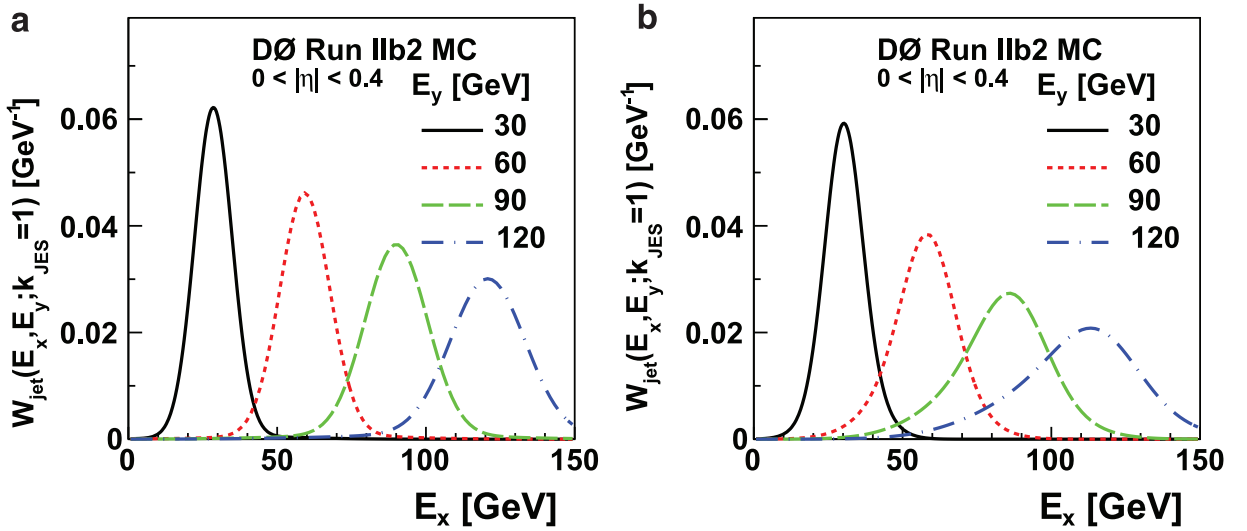 a
DØ Run IIb2 MC
0 < |η| < 0.4
E_y [GeV]
30
60
90
120
W_jet(E_x,E_y;k_JES=1) [GeV⁻¹]
0.06
0.04
0.02
0
0 50 100 150
E_x [GeV]
b
DØ Run IIb2 MC
0 < |η| < 0.4
E_y [GeV]
30
60
90
120
W_jet(E_x,E_y;k_JES=1) [GeV⁻¹]
0.06
0.04
0.02
0
0 50 100 150
E_x [GeV]